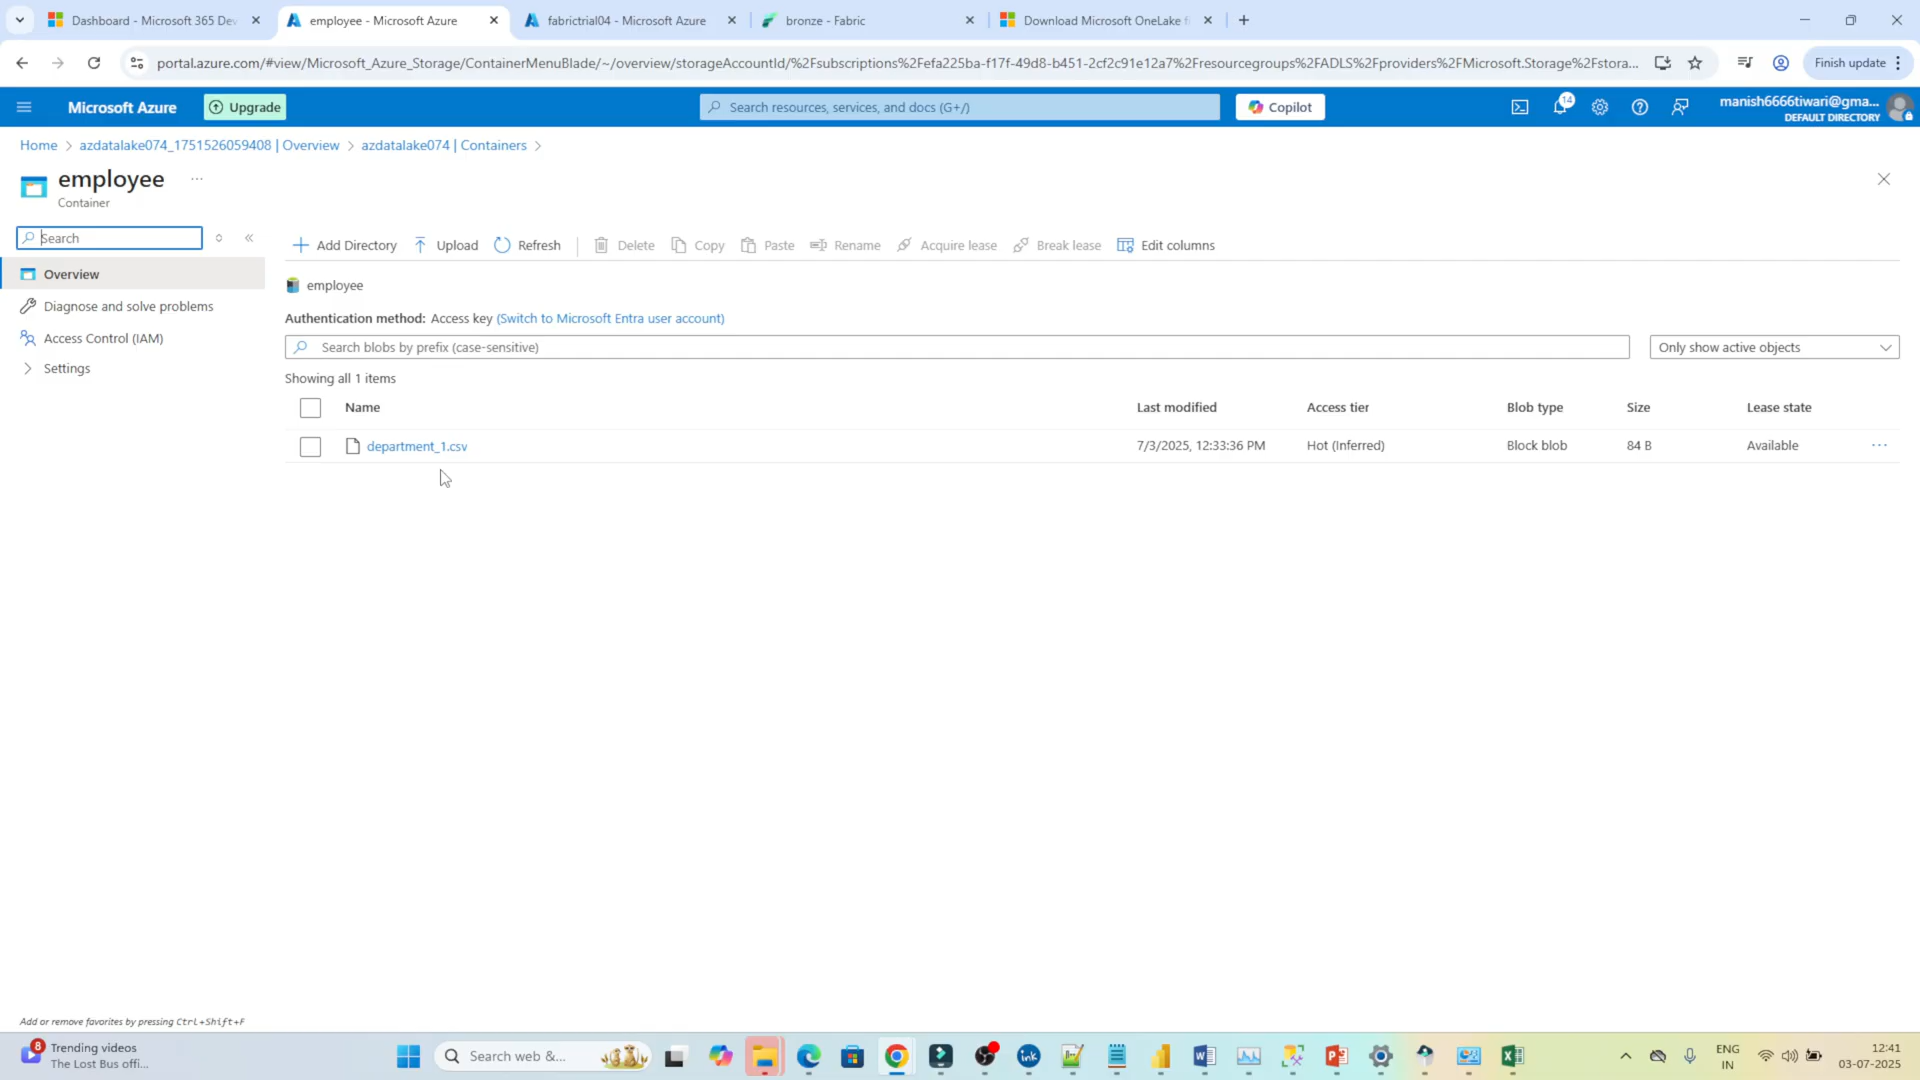 Dashboard - Microsoft 365 Dev
employee - Microsoft Azure
fabrictrial04 - Microsoft Azure
bronze - Fabric
Download Microsoft OneLake f
portal.azure.com/#view/Microsoft_Azure_Storage/ContainerMenuBlade/~/overview/storageAccountId/%2Fsubscriptions%2Fefa225ba-f17f-49d8-b451-2cf2c91e12a7%2Fresourcegroups%2FADLS%2Fproviders%2FMicrosoft.Storage%2Fstora...
Finish update
Microsoft Azure
Upgrade
Search resources, services, and docs (G+/)
Copilot
14
manish6666tiwari@gma...
DEFAULT DIRECTORY
Home > azdatalake074_1751526059408 | Overview > azdatalake074 | Containers >
employee ...
Container
Search
Overview
Diagnose and solve problems
Access Control (IAM)
Settings
Add Directory
Upload
Refresh
Delete
Copy
Paste
Rename
Acquire lease
Break lease
Edit columns
employee
Authentication method: Access key (Switch to Microsoft Entra user account)
Search blobs by prefix (case-sensitive)
Only show active objects
Showing all 1 items
Name Last modified Access tier Blob type Size Lease state
department_1.csv 7/3/2025, 12:33:36 PM Hot (Inferred) Block blob 84 B Available ...
Add or remove favorites by pressing Ctrl+Shift+F
8
Trending videos
The Lost Bus offi...
Search web &...
ink
ENG
IN
12:41
03-07-2025